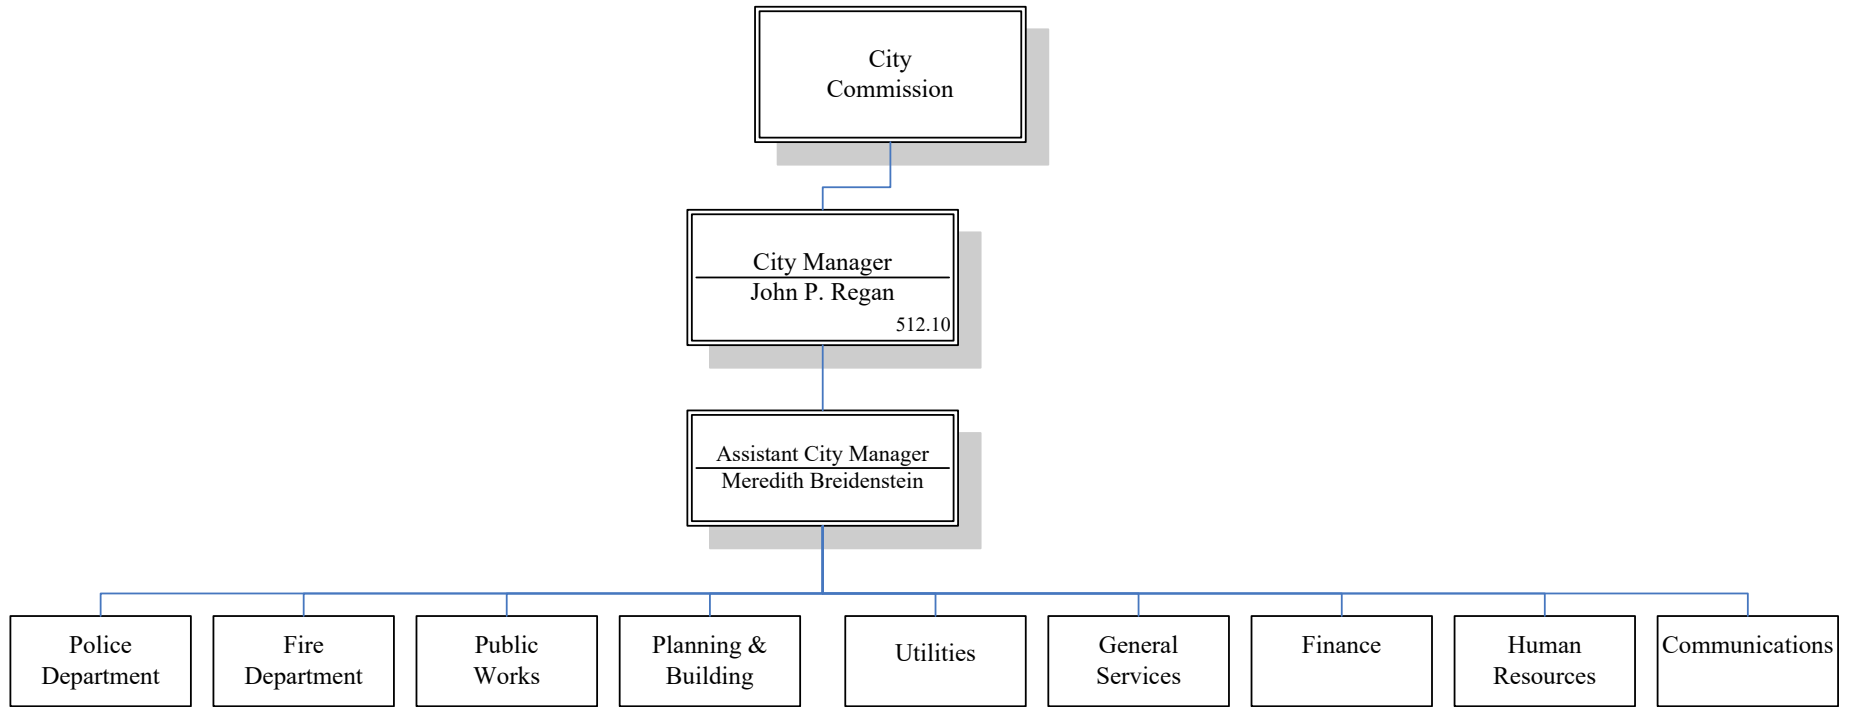 City
Commission
City Manager
John P. Regan
512.10
Assistant City Manager
Meredith Breidenstein
Police
Department
Fire
Department
Public
Works
Planning &
Building
Utilities
General
Services
Finance
Human
Resources
Communications